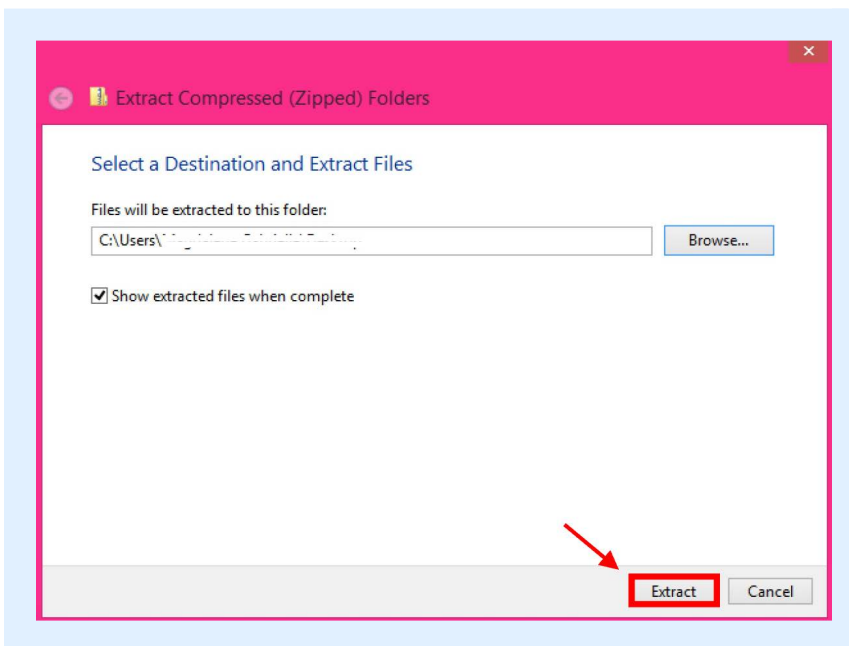 Extract Compressed (Zipped) Folders
Select a Destination and Extract Files
Files will be extracted to this folder:
C:\Users\
Browse...
Show extracted files when complete
Extract
Cancel